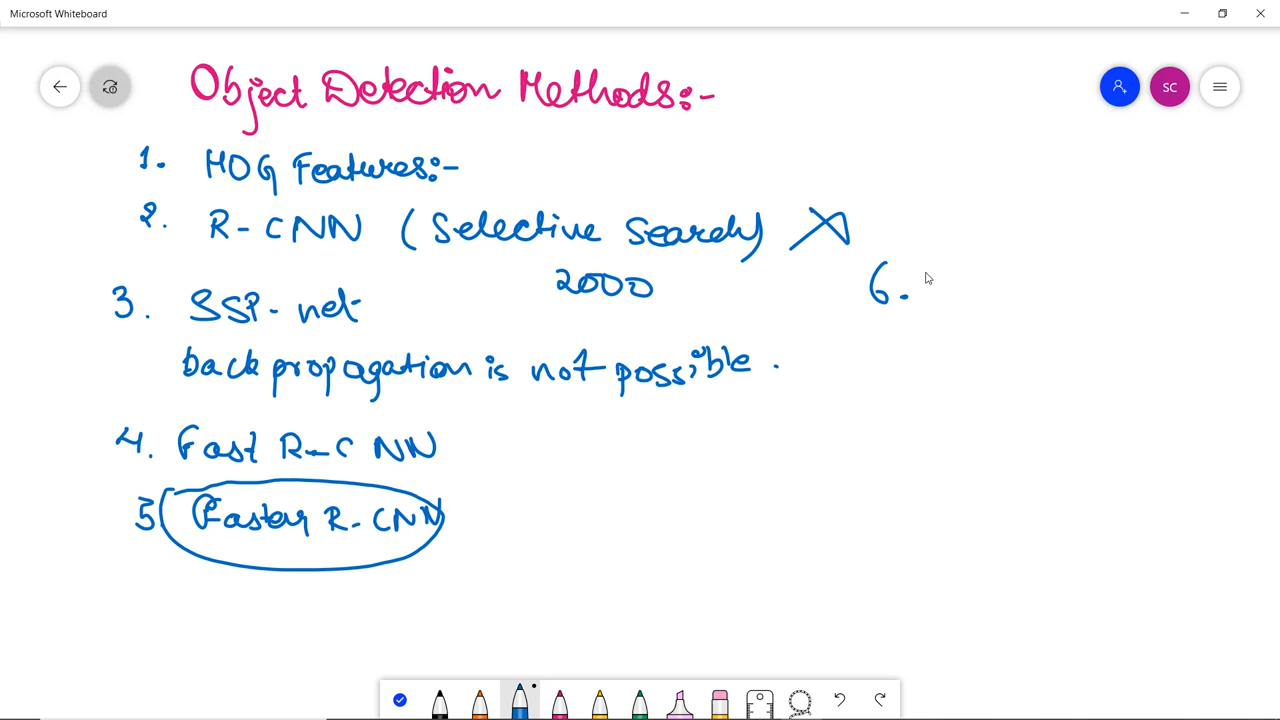 Microsoft Whiteboard
SC
Object Detection Methods:-
1. HOG Features:-
2. R-CNN (Selective Search)
2000
6.
3. SSP-net
back propagation is not possible.
4. Fast R-CNN
5. Faster R-CNN